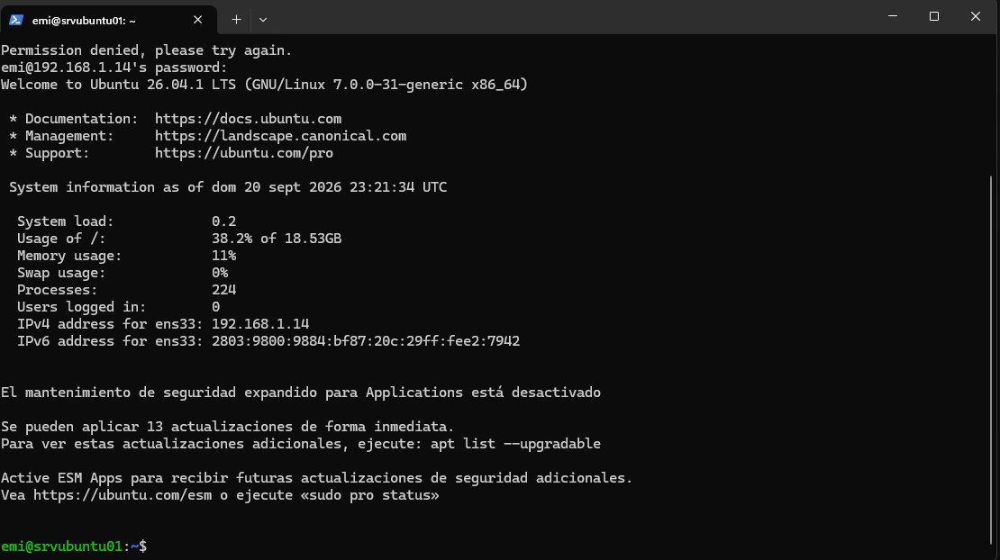 emi@srvubuntu01: ~
Permission denied, please try again.
emi@192.168.1.14's password:
Welcome to Ubuntu 26.04.1 LTS (GNU/Linux 7.0.0-31-generic x86_64)
* Documentation:  https://docs.ubuntu.com
* Management:     https://landscape.canonical.com
* Support:        https://ubuntu.com/pro
System information as of dom 20 sept 2026 23:21:34 UTC
System load:            0.2
Usage of /:             38.2% of 18.53GB
Memory usage:           11%
Swap usage:             0%
Processes:              224
Users logged in:        0
IPv4 address for ens33: 192.168.1.14
IPv6 address for ens33: 2803:9800:9884:bf87:20c:29ff:fee2:7942
El mantenimiento de seguridad expandido para Applications está desactivado
Se pueden aplicar 13 actualizaciones de forma inmediata.
Para ver estas actualizaciones adicionales, ejecute: apt list --upgradable
Active ESM Apps para recibir futuras actualizaciones de seguridad adicionales.
Vea https://ubuntu.com/esm o ejecute «sudo pro status»
emi@srvubuntu01:~$